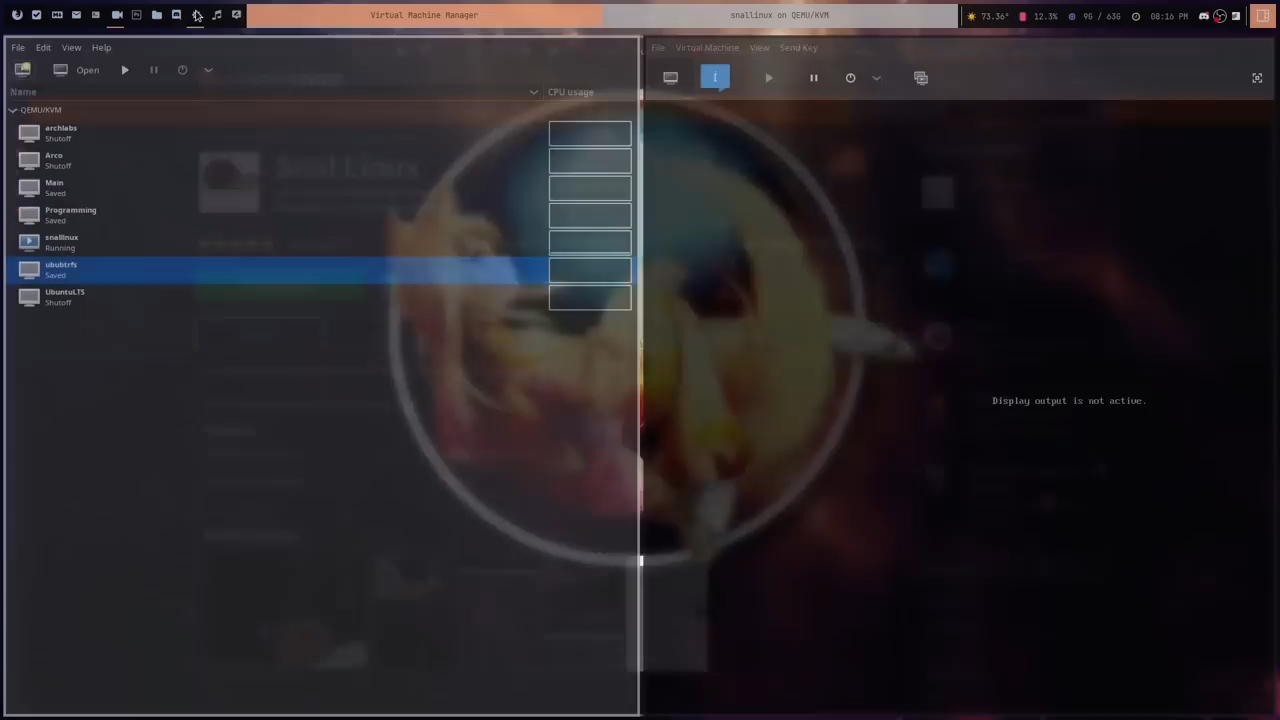 Virtual Machine Manager
snallinux on QEMU/KVM
73.36° 12.3% 9G / 63G 08:16 PM
File Edit View Help
Open
Name CPU usage
QEMU/KVM
archlabs
Shutoff
Arco
Shutoff
Main
Saved
Programming
Saved
snallinux
Running
ububtrfs
Saved
UbuntuLTS
Shutoff
File Virtual Machine View Send Key
Display output is not active.
Snal Linux